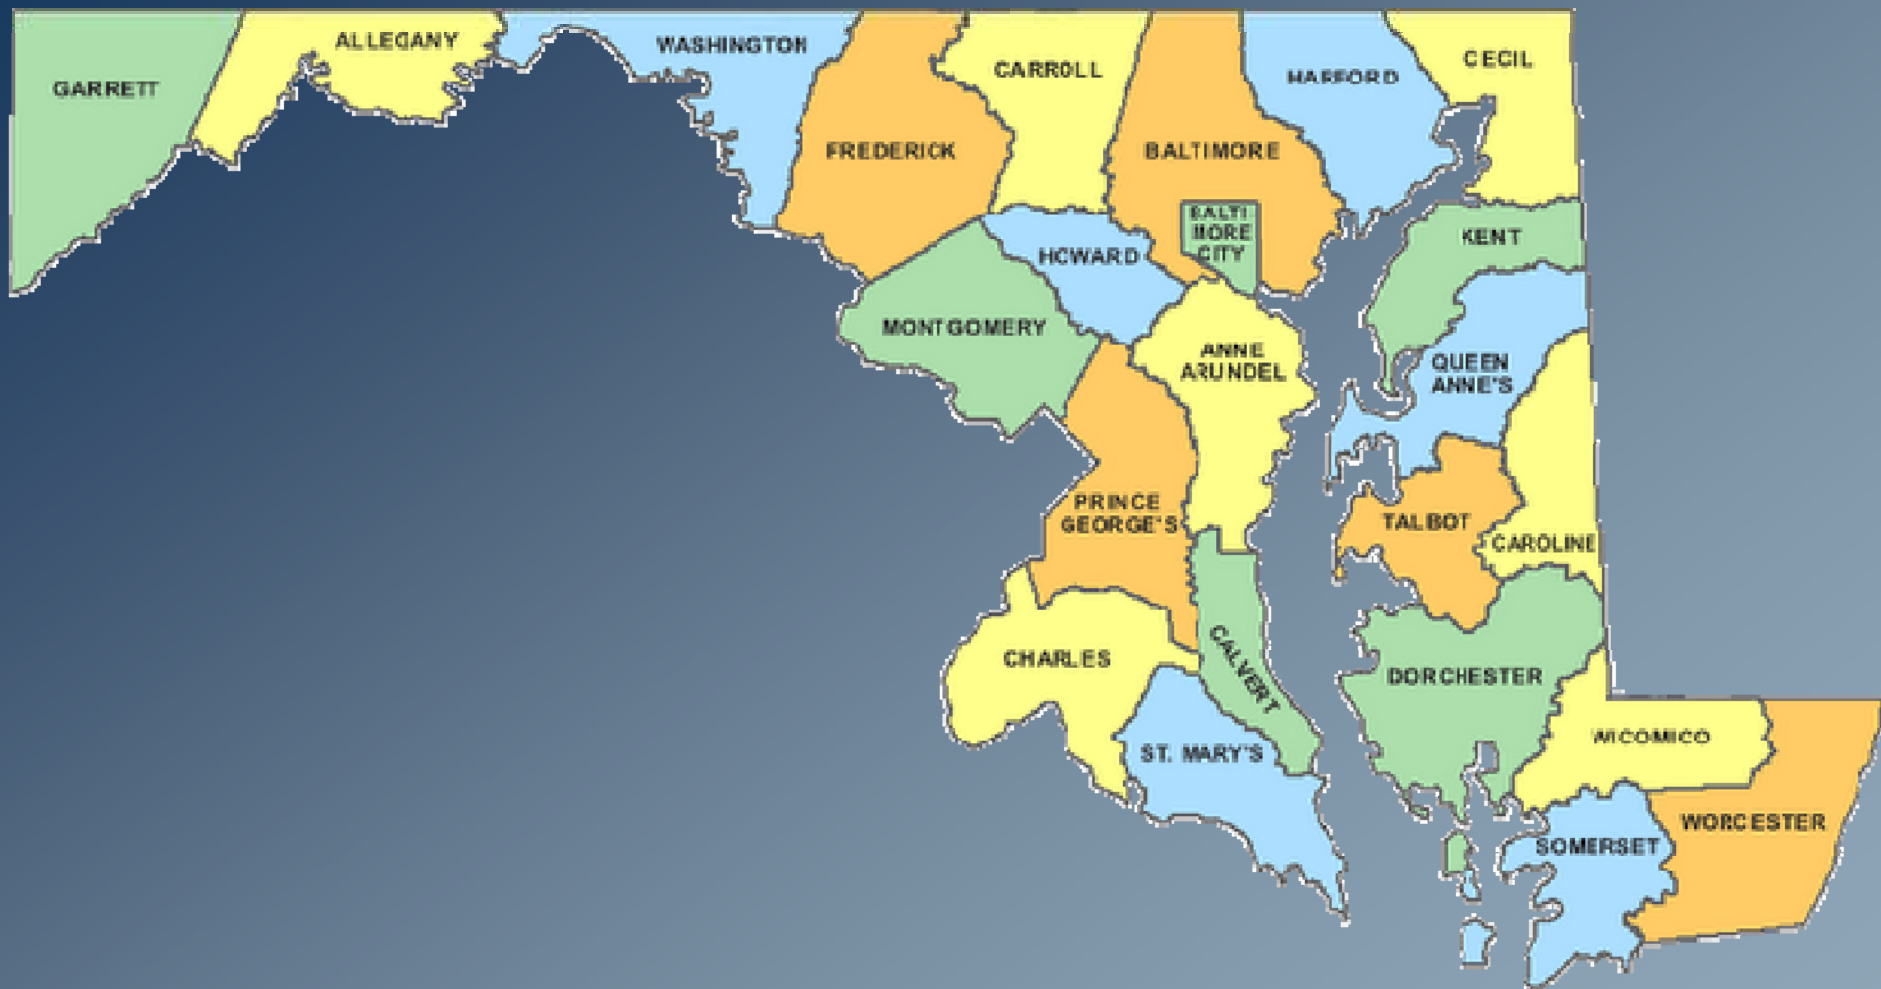 GARRETT
ALLEGANY
WASHINGTON
FREDERICK
CARROLL
BALTIMORE
HARFORD
CECIL
BALTI
MORE
CITY
HOWARD
KENT
MONTGOMERY
ANNE
ARUNDEL
QUEEN
ANNE'S
PRINCE
GEORGE'S
TALBOT
CAROLINE
CHARLES
CALVERT
DORCHESTER
ST. MARY'S
WICOMICO
WORCESTER
SOMERSET